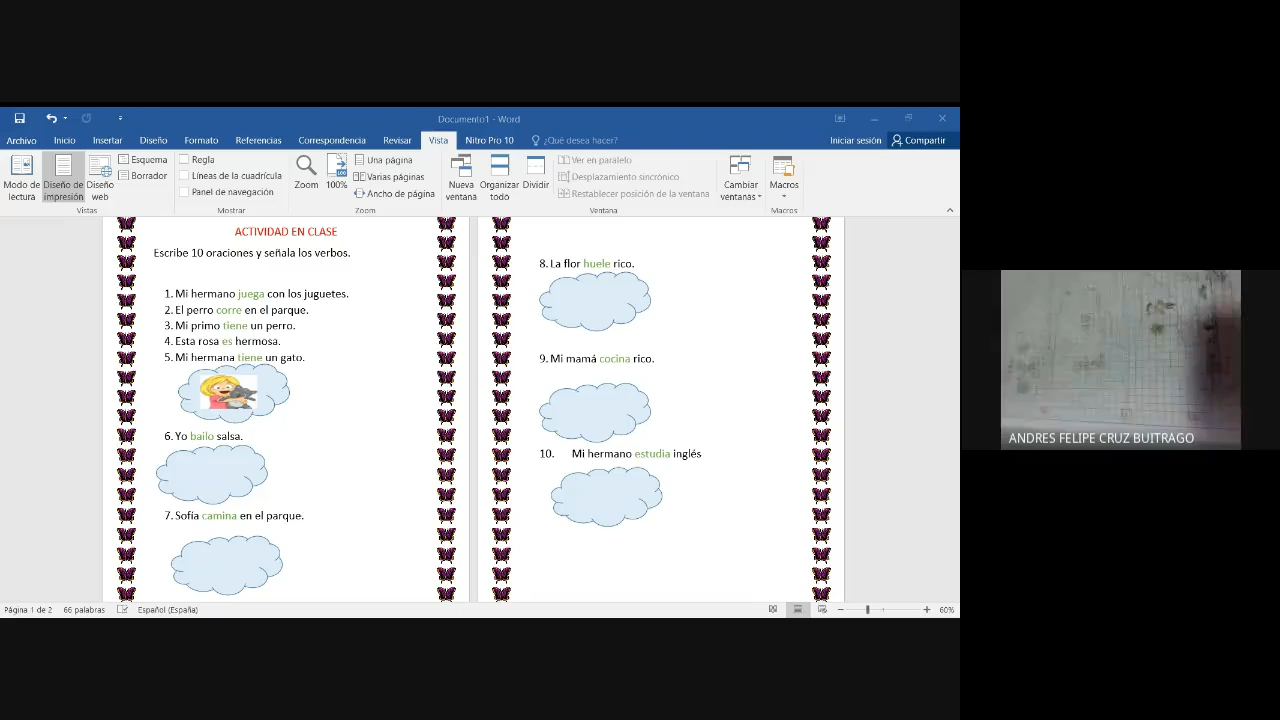 Documento1 - Word
Archivo Inicio Insertar Diseño Formato Referencias Correspondencia Revisar Vista Nitro Pro 10 ¿Qué desea hacer? Iniciar sesión Compartir
Modo de lectura
Diseño de impresión
Diseño web
Esquema
Borrador
Vistas
Regla
Líneas de la cuadrícula
Panel de navegación
Mostrar
Zoom
100%
Una página
Varias páginas
Ancho de página
Zoom
Nueva ventana
Organizar todo
Dividir
Ver en paralelo
Desplazamiento sincrónico
Restablecer posición de la ventana
Ventana
Cambiar ventanas
Macros
Macros
ACTIVIDAD EN CLASE
Escribe 10 oraciones y señala los verbos.
1. Mi hermano juega con los juguetes.
2. El perro corre en el parque.
3. Mi primo tiene un perro.
4. Esta rosa es hermosa.
5. Mi hermana tiene un gato.
6. Yo bailo salsa.
7. Sofía camina en el parque.
8. La flor huele rico.
9. Mi mamá cocina rico.
10. Mi hermano estudia inglés
Página 1 de 2 66 palabras Español (España) 60%
ANDRES FELIPE CRUZ BUITRAGO